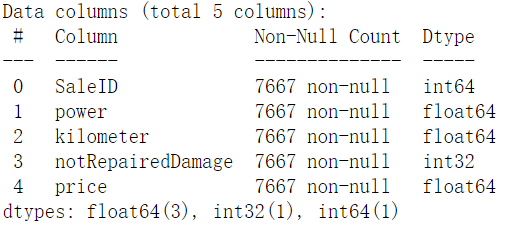 Data columns (total 5 columns):
 #   Column             Non-Null Count  Dtype
---  ------             --------------  -----
 0   SaleID             7667 non-null   int64
 1   power              7667 non-null   float64
 2   kilometer          7667 non-null   float64
 3   notRepairedDamage  7667 non-null   int32
 4   price              7667 non-null   float64
dtypes: float64(3), int32(1), int64(1)